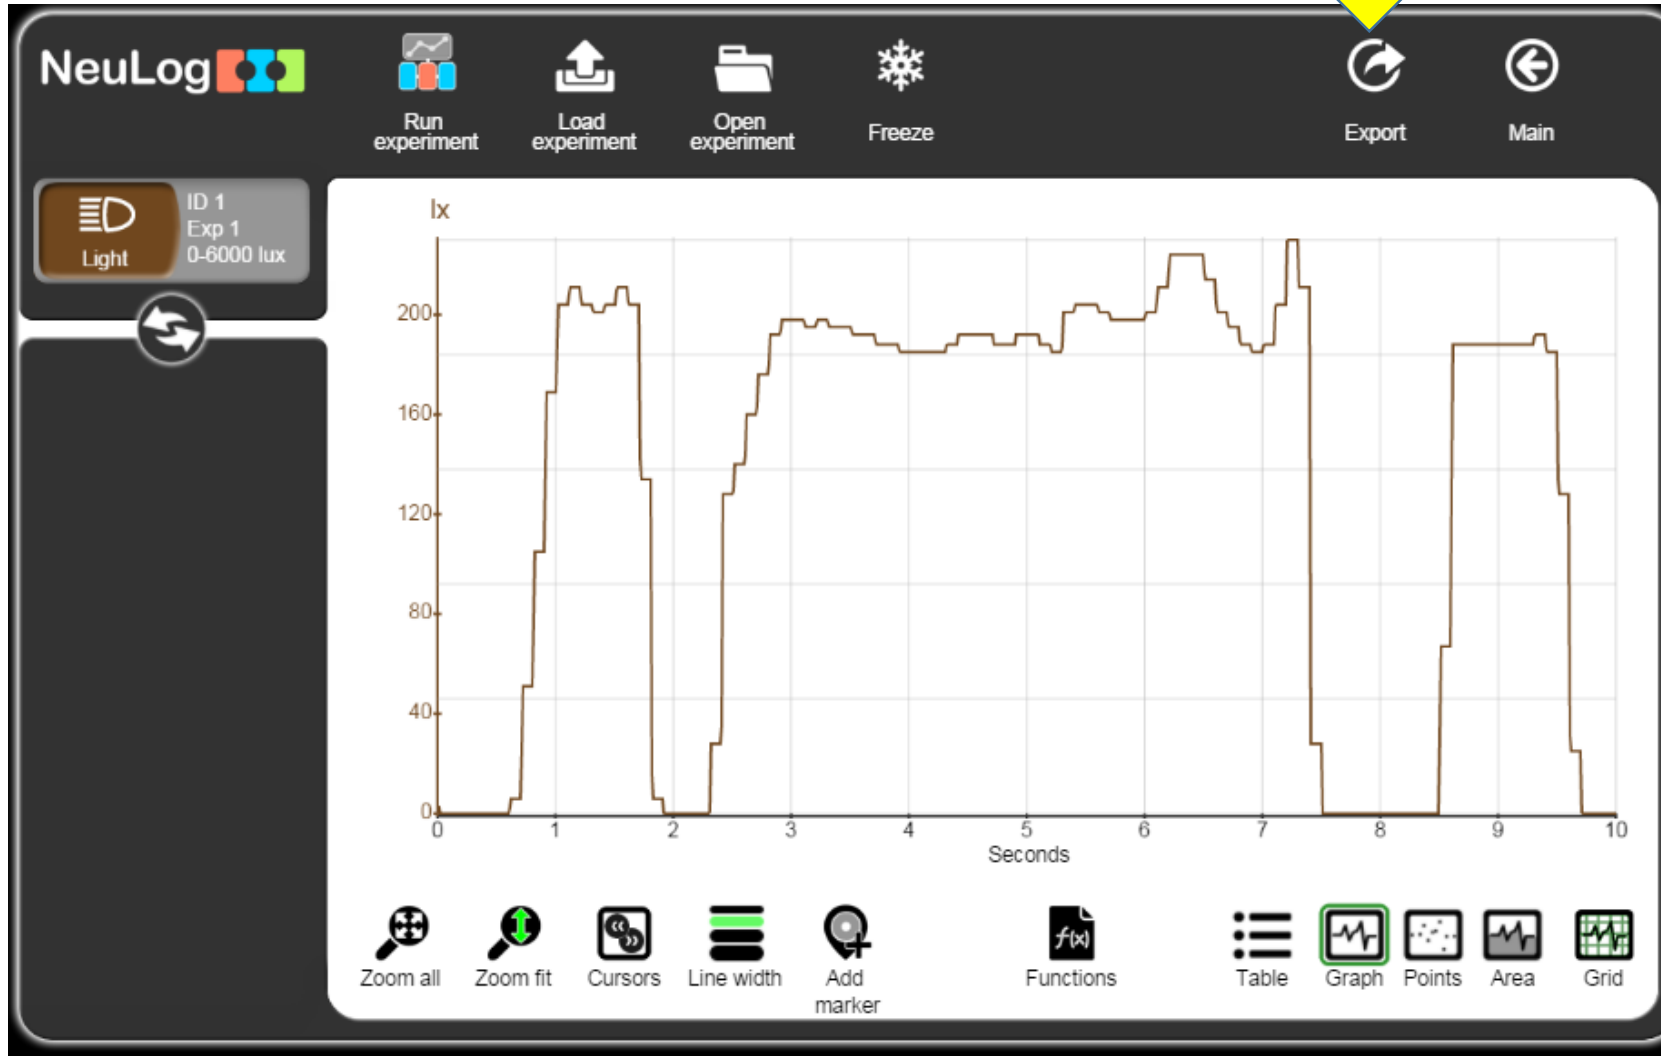 NeuLog
Run
experiment
Load
experiment
Open
experiment
Freeze
Export
Main
Light
ID 1
Exp 1
0-6000 lux
lx
200
160
120
80
40
0
0 1 2 3 4 5 6 7 8 9 10
Seconds
Zoom all
Zoom fit
Cursors
Line width
Add
marker
f(x)
Functions
Table
Graph
Points
Area
Grid